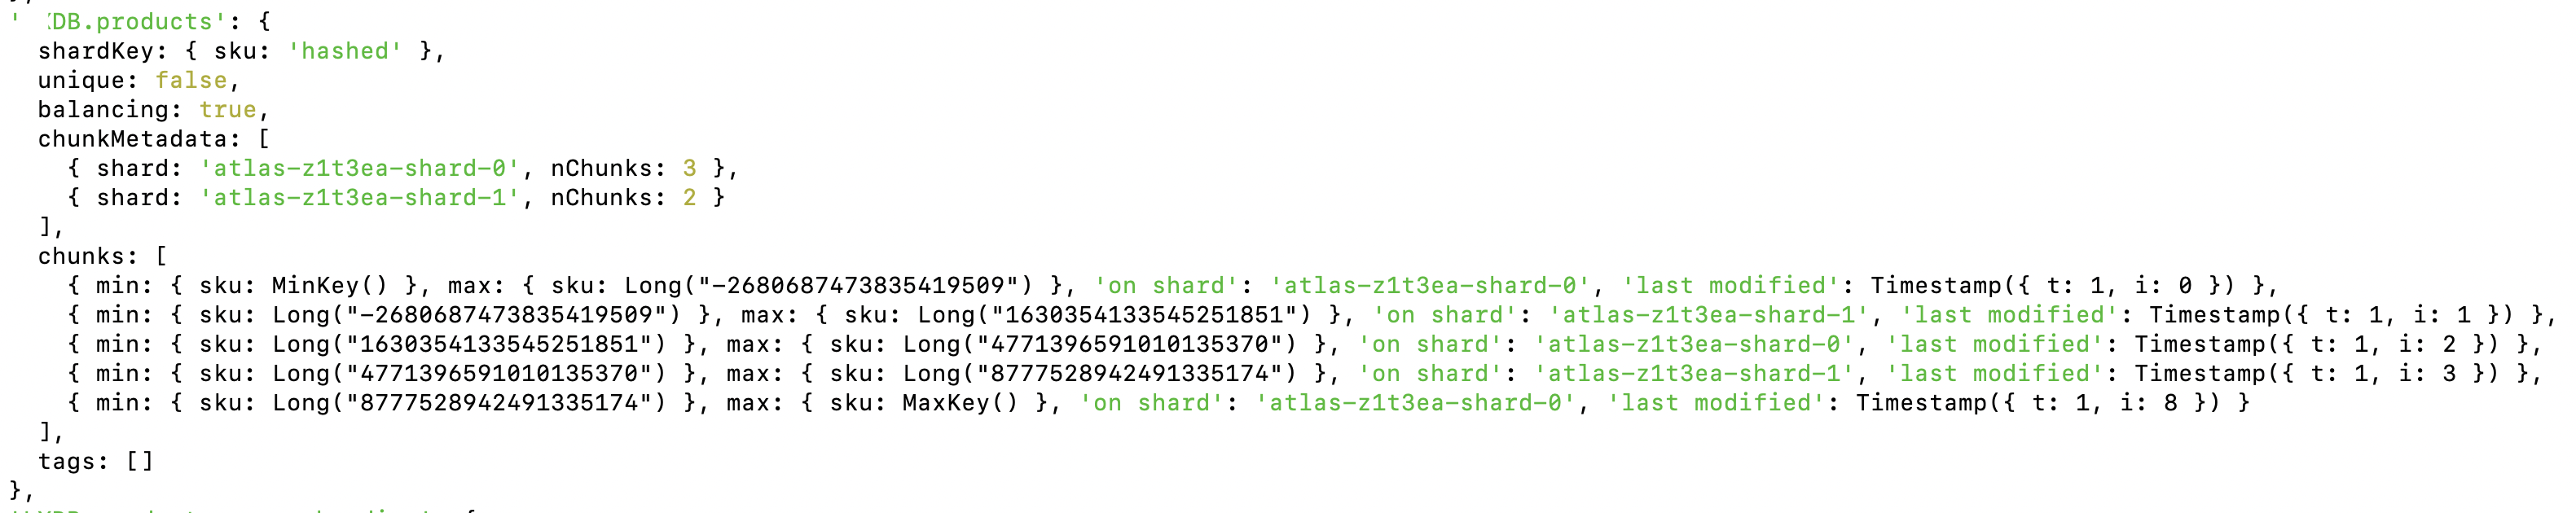 '  DB.products': {
shardKey: { sku: 'hashed' },
unique: false,
balancing: true,
chunkMetadata: [
{ shard: 'atlas-z1t3ea-shard-0', nChunks: 3 },
{ shard: 'atlas-z1t3ea-shard-1', nChunks: 2 }
],
chunks: [
{ min: { sku: MinKey() }, max: { sku: Long("-2680687473835419509") }, 'on shard': 'atlas-z1t3ea-shard-0', 'last modified': Timestamp({ t: 1, i: 0 }) },
{ min: { sku: Long("-2680687473835419509") }, max: { sku: Long("1630354133545251851") }, 'on shard': 'atlas-z1t3ea-shard-1', 'last modified': Timestamp({ t: 1, i: 1 }) },
{ min: { sku: Long("1630354133545251851") }, max: { sku: Long("4771396591010135370") }, 'on shard': 'atlas-z1t3ea-shard-0', 'last modified': Timestamp({ t: 1, i: 2 }) },
{ min: { sku: Long("4771396591010135370") }, max: { sku: Long("8777528942491335174") }, 'on shard': 'atlas-z1t3ea-shard-1', 'last modified': Timestamp({ t: 1, i: 3 }) },
{ min: { sku: Long("8777528942491335174") }, max: { sku: MaxKey() }, 'on shard': 'atlas-z1t3ea-shard-0', 'last modified': Timestamp({ t: 1, i: 8 }) }
],
tags: []
},